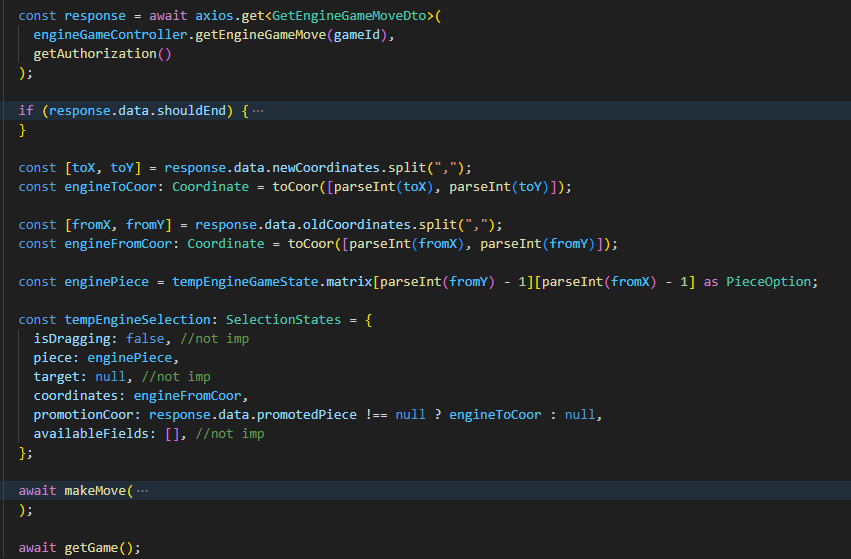 const response = await axios.get<GetEngineGameMoveDto>(
engineGameController.getEngineGameMove(gameId),
getAuthorization()
);
if (response.data.shouldEnd) { ⋯
}
const [toX, toY] = response.data.newCoordinates.split(",");
const engineToCoor: Coordinate = toCoor([parseInt(toX), parseInt(toY)]);
const [fromX, fromY] = response.data.oldCoordinates.split(",");
const engineFromCoor: Coordinate = toCoor([parseInt(fromX), parseInt(fromY)]);
const enginPiece = tempEngineGameState.matrix[parseInt(fromY) - 1][parseInt(fromX) - 1] as PieceOption;
const tempEngineSelection: SelectionStates = {
isDragging: false, //not imp
piece: enginePiece,
target: null, //not imp
coordinates: engineFromCoor,
promotionCoor: response.data.promotedPiece !== null ? engineToCoor : null,
availableFields: [], //not imp
};
await makeMove( ⋯
);
await getGame();